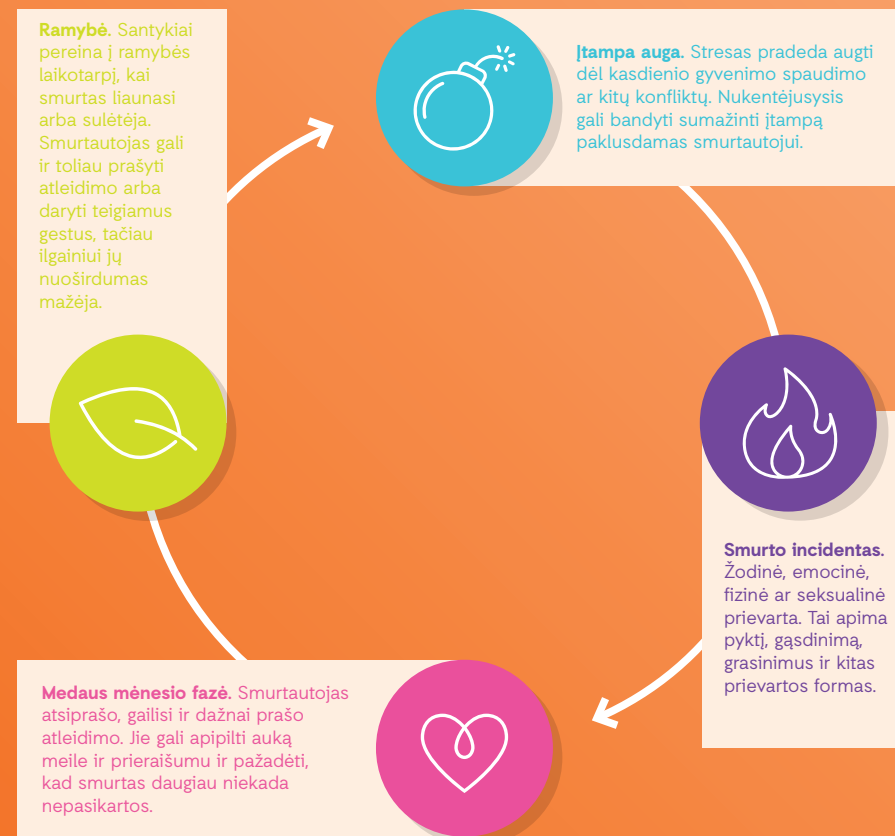 Ramybė. Santykiai
pereina į ramybės
laikotarpį, kai
smurtas liaunasi
arba sulėtėja.
Smurtautojas gali
ir toliau prašyti
atleidimo arba
daryti teigiamus
gestus, tačiau
ilgainiui jų
nuoširdumas
mažėja.
Įtampa auga. Stresas pradeda augti
dėl kasdienio gyvenimo spaudimo
ar kitų konfliktų. Nukentėjusysis
gali bandyti sumažinti įtampą
paklusdamas smurtautojui.
Smurto incidentas.
Žodinė, emocinė,
fizinė ar seksualinė
prievarta. Tai apima
pyktį, gąsdinimą,
grasinimus ir kitas
prievartos formas.
Medaus mėnesio fazė. Smurtautojas
atsiprašo, gailisi ir dažnai prašo
atleidimo. Jie gali apipilti auką
meile ir prieraišumu ir pažadėti,
kad smurtas daugiau niekada
nepasikartos.